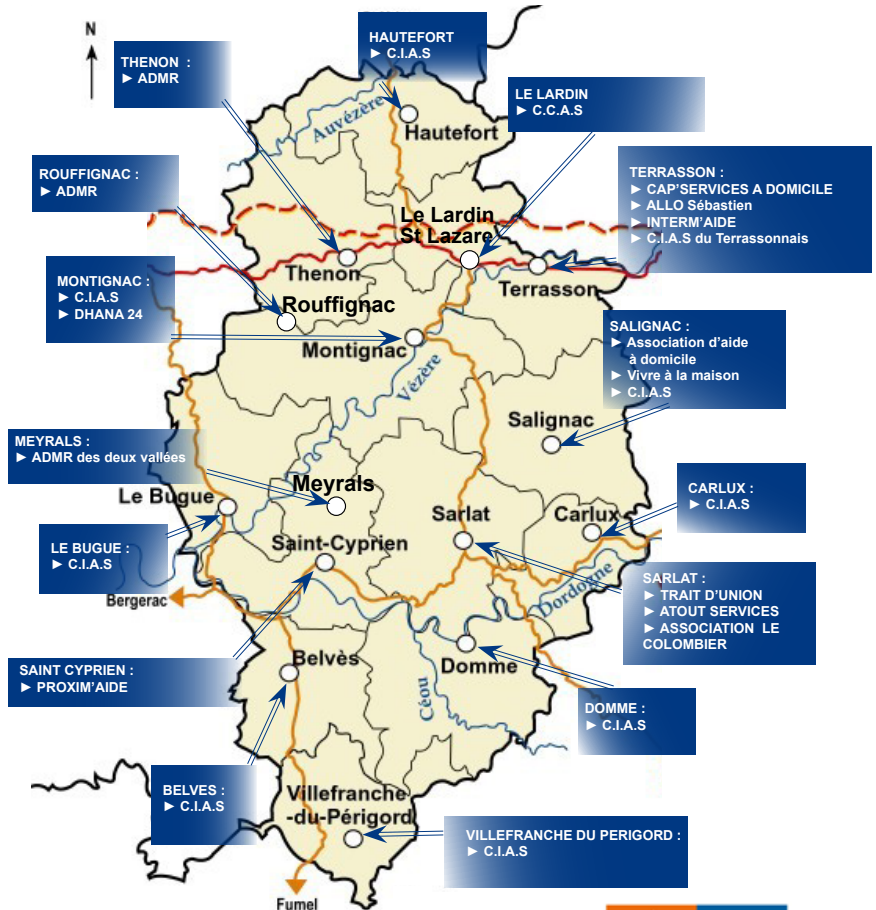 N
HAUTEFORT
► C.I.A.S
THENON :
► ADMR
LE LARDIN
► C.C.A.S
Auvézère
Hautefort
ROUFFIGNAC :
► ADMR
TERRASSON :
► CAP'SERVICES A DOMICILE
► ALLO Sébastien
► INTERM'AIDE
► C.I.A.S du Terrassonnais
Le Lardin
St Lazare
Thenon
Terrasson
MONTIGNAC :
► C.I.A.S
► DHANA 24
Rouffignac
Montignac
Vézère
SALIGNAC :
► Association d'aide
à domicile
► Vivre à la maison
► C.I.A.S
Salignac
MEYRALS :
► ADMR des deux vallées
Meyrals
Le Bugue
CARLUX :
► C.I.A.S
Sarlat
Carlux
LE BUGUE :
► C.I.A.S
Saint-Cyprien
Bergerac
Dordogne
SARLAT :
► TRAIT D'UNION
► ATOUT SERVICES
► ASSOCIATION LE
COLOMBIER
SAINT CYPRIEN :
► PROXIM'AIDE
Belvès
Domme
Céou
DOMME :
► C.I.A.S
BELVES :
► C.I.A.S
Villefranche
-du-Périgord
VILLEFRANCHE DU PERIGORD :
► C.I.A.S
Fumel